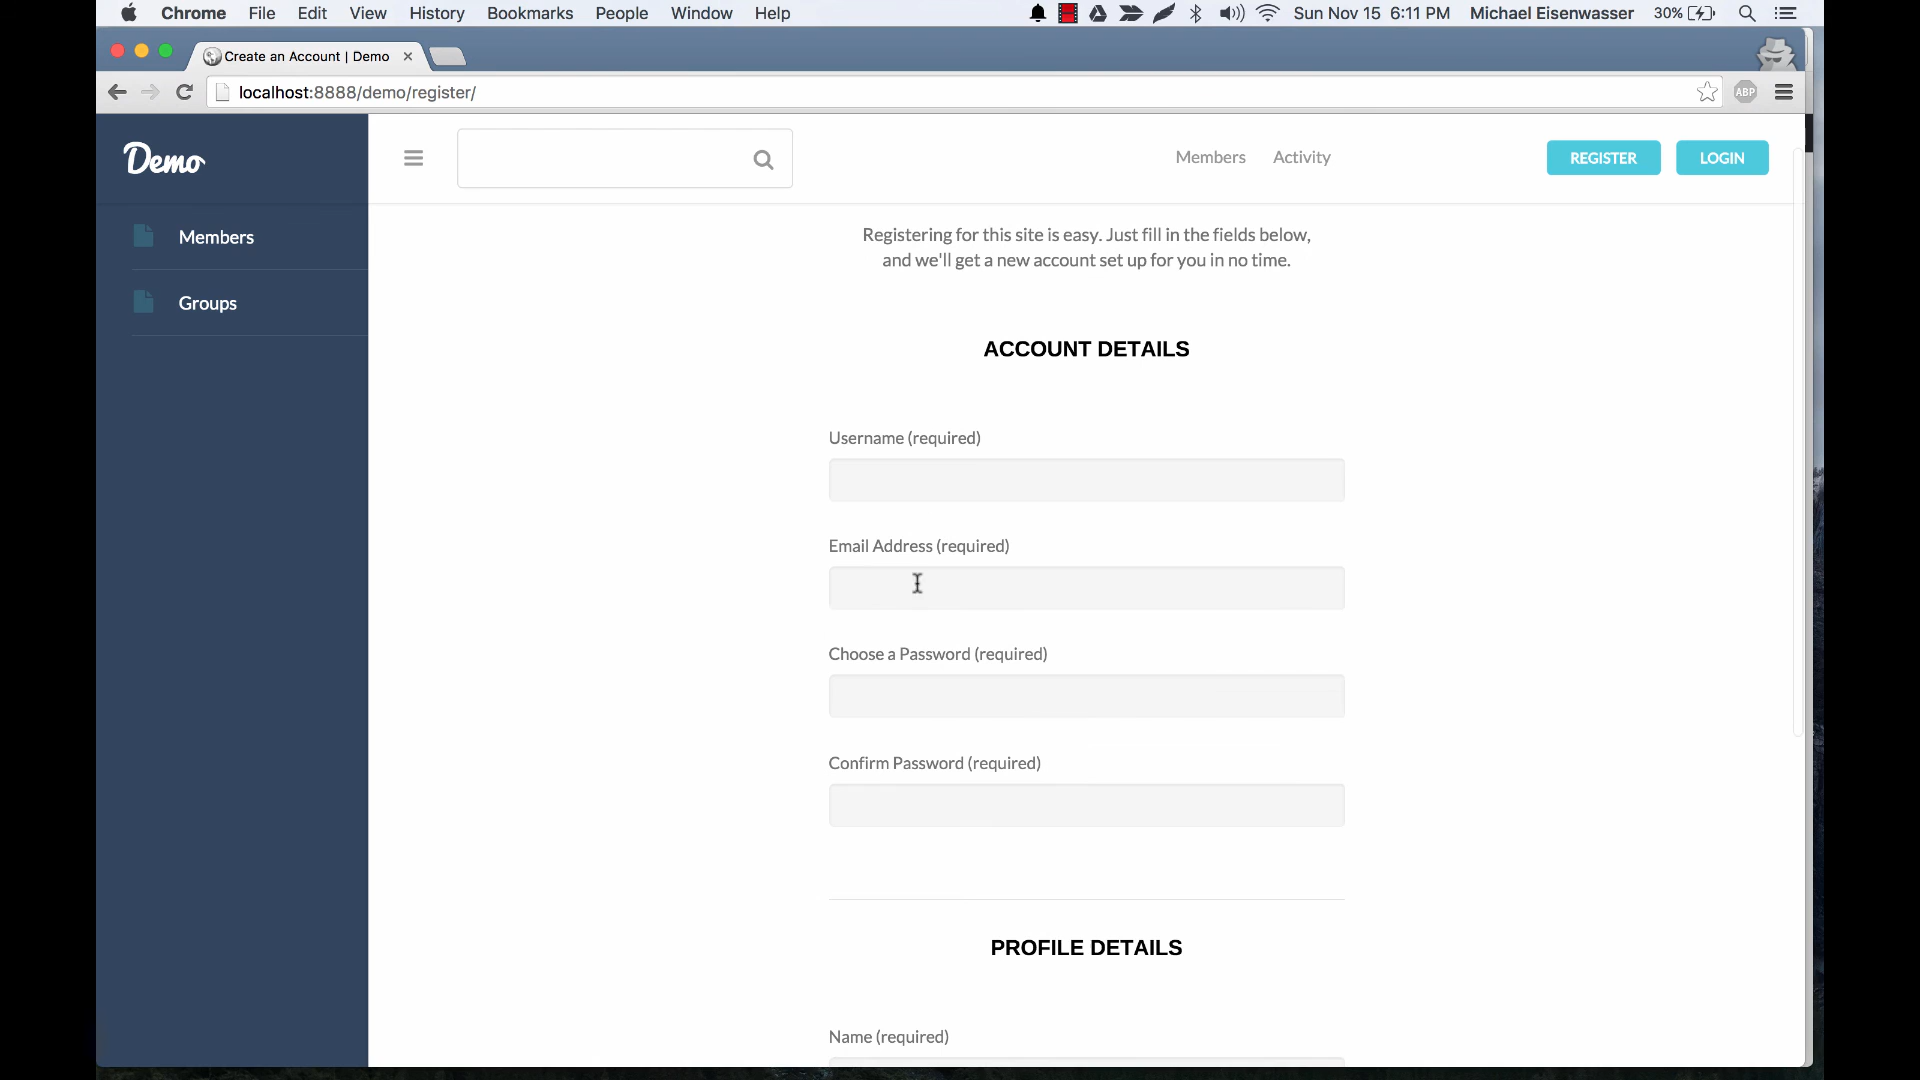 Chrome File Edit View History Bookmarks People Window Help Sun Nov 15 6:11 PM Michael Eisenwasser 30%
Create an Account | Demo
localhost:8888/demo/register/
ABP
Demo
Members Activity
REGISTER LOGIN
Members
Groups
Registering for this site is easy. Just fill in the fields below,
and we'll get a new account set up for you in no time.
ACCOUNT DETAILS
Username (required)
Email Address (required)
Choose a Password (required)
Confirm Password (required)
PROFILE DETAILS
Name (required)